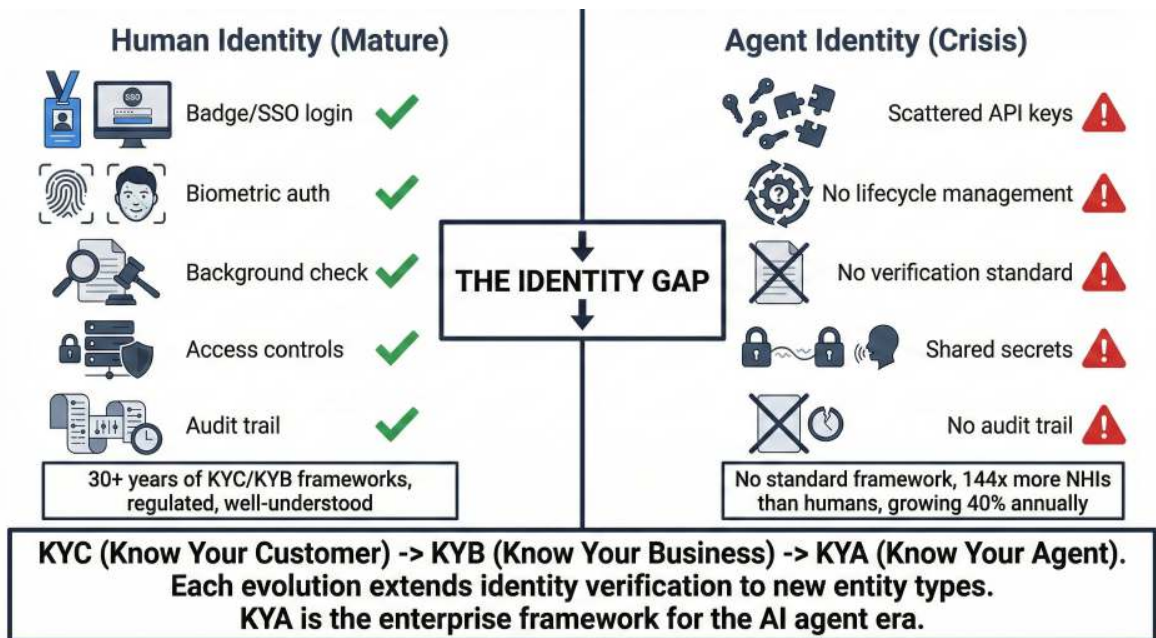 Human Identity (Mature)
SSO
Badge/SSO login
Biometric auth
Background check
Access controls
Audit trail
30+ years of KYC/KYB frameworks,
regulated, well-understood
THE IDENTITY GAP
Agent Identity (Crisis)
Scattered API keys
No lifecycle management
?
No verification standard
Shared secrets
No audit trail
No standard framework, 144x more NHIs
than humans, growing 40% annually
KYC (Know Your Customer) -> KYB (Know Your Business) -> KYA (Know Your Agent).
Each evolution extends identity verification to new entity types.
KYA is the enterprise framework for the AI agent era.